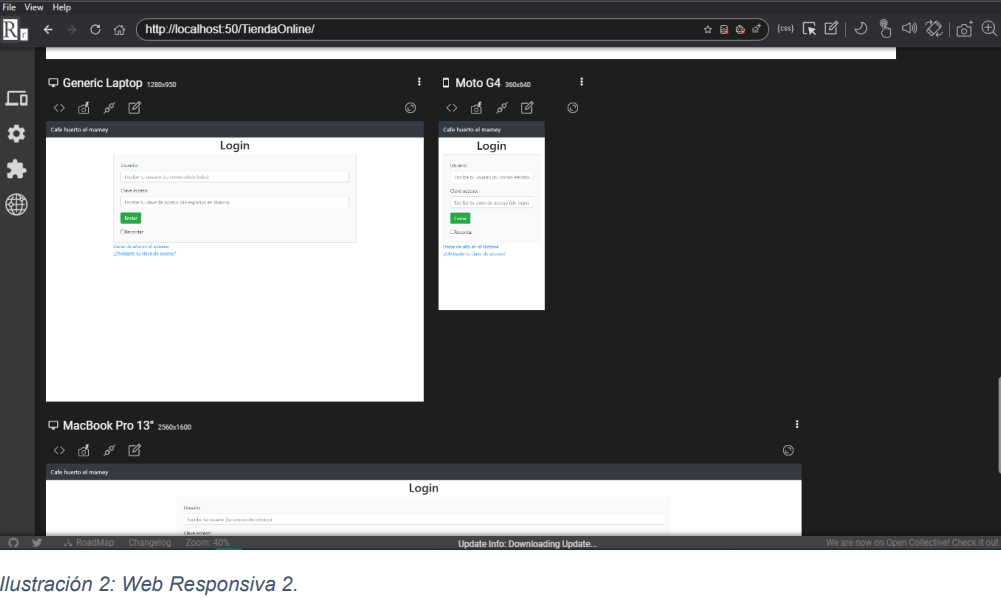 File View Help
Rr
http://localhost:50/TiendaOnline/
{css}
Generic Laptop 1280x950
Moto G4 360x640
Cafe huerto el mamey
Login
Usuario:
Escribe tu usuario (tu correo electrónico)
Clave acceso:
Escribe tu clave de acceso (sin espacios en blanco)
Enviar
Recordar
Darse de alta en el sistema
¿Olvidaste tu clave de acceso?
Cafe huerto el mamey
Login
Usuario:
Escribe tu usuario (tu correo electrón
Clave acceso:
Escribe tu clave de acceso (sin espac
Enviar
Recordar
Darse de alta en el sistema
¿Olvidaste tu clave de acceso?
MacBook Pro 13" 2560x1600
Cafe huerto el mamey
Login
Usuario:
Escribe tu usuario (tu correo electrónico)
Clave acceso:
RoadMap Changelog Zoom: 40% Update Info: Downloading Update... We are now on Open Collective! Check it out
Ilustración 2: Web Responsiva 2.